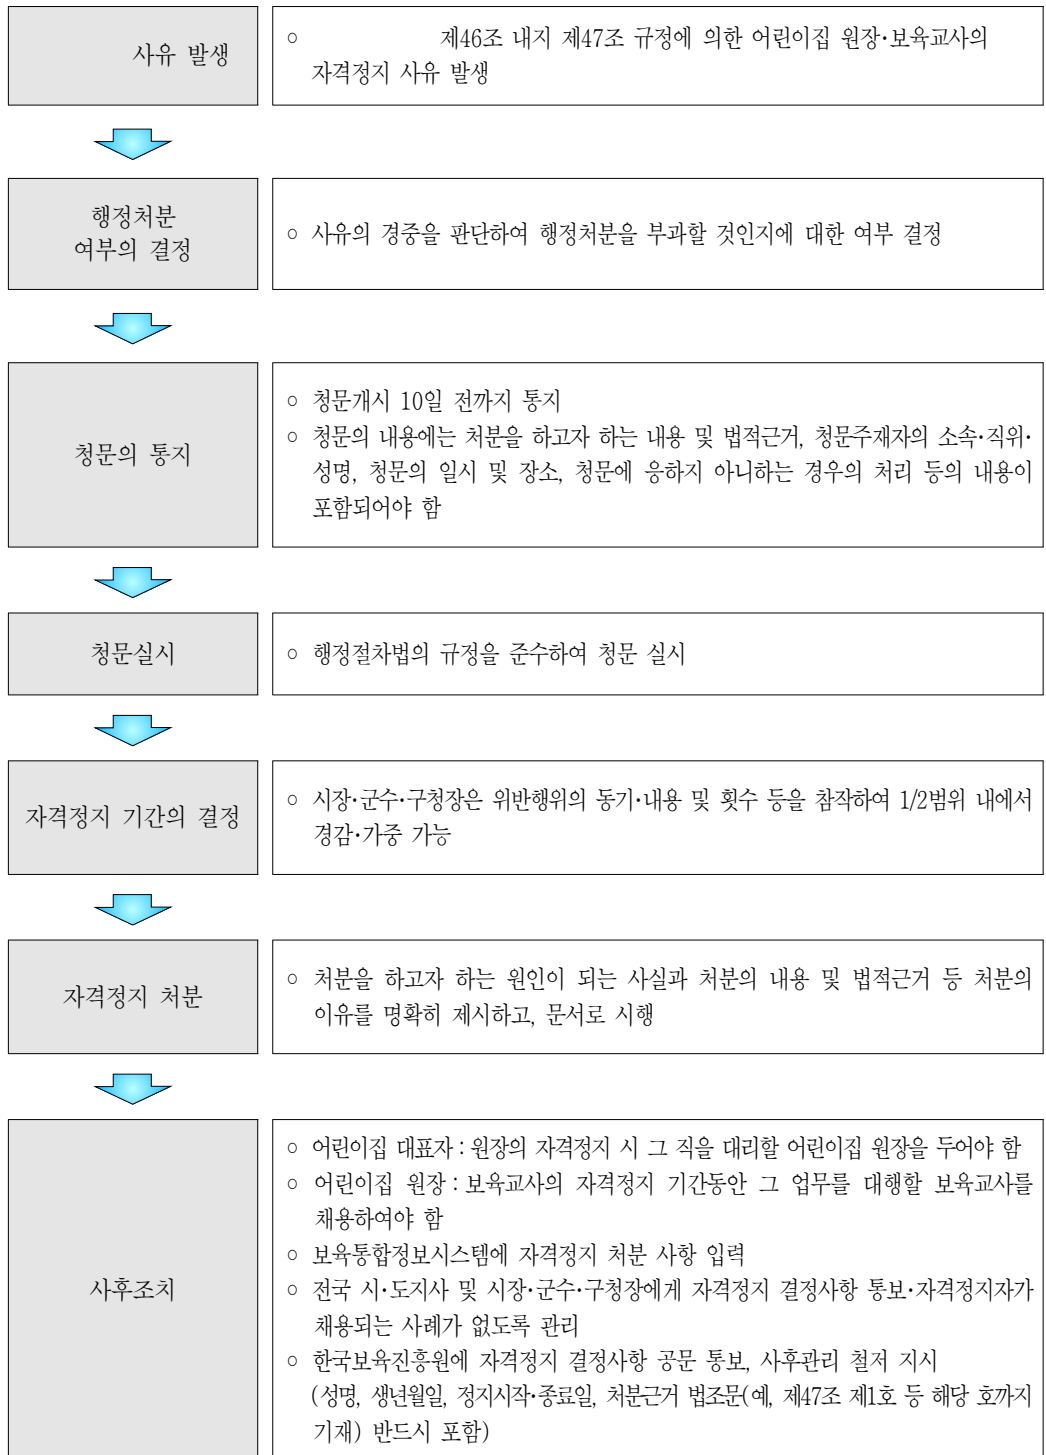 사유 발생
○ 제46조 내지 제47조 규정에 의한 어린이집 원장･보육교사의
자격정지 사유 발생
행정처분
여부의 결정
○ 사유의 경중을 판단하여 행정처분을 부과할 것인지에 대한 여부 결정
청문의 통지
○ 청문개시 10일 전까지 통지
○ 청문의 내용에는 처분을 하고자 하는 내용 및 법적근거, 청문주재자의 소속･직위･
성명, 청문의 일시 및 장소, 청문에 응하지 아니하는 경우의 처리 등의 내용이
포함되어야 함
청문실시
○ 행정절차법의 규정을 준수하여 청문 실시
자격정지 기간의 결정
○ 시장･군수･구청장은 위반행위의 동기･내용 및 횟수 등을 참작하여 1/2범위 내에서
경감･가중 가능
자격정지 처분
○ 처분을 하고자 하는 원인이 되는 사실과 처분의 내용 및 법적근거 등 처분의
이유를 명확히 제시하고, 문서로 시행
사후조치
○ 어린이집 대표자 : 원장의 자격정지 시 그 직을 대리할 어린이집 원장을 두어야 함
○ 어린이집 원장 : 보육교사의 자격정지 기간동안 그 업무를 대행할 보육교사를
채용하여야 함
○ 보육통합정보시스템에 자격정지 처분 사항 입력
○ 전국 시･도지사 및 시장･군수･구청장에게 자격정지 결정사항 통보･자격정지자가
채용되는 사례가 없도록 관리
○ 한국보육진흥원에 자격정지 결정사항 공문 통보, 사후관리 철저 지시
(성명, 생년월일, 정지시작･종료일, 처분근거 법조문(예, 제47조 제1호 등 해당 호까지
기재) 반드시 포함)